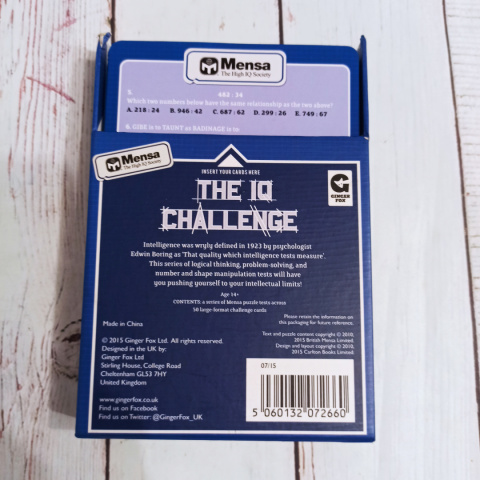 Mensa
The High IQ Society
5.
482 : 34
Which two numbers below have the same relationship as the two above?
A. 218 : 24 B. 946 : 42 C. 687 : 62 D. 299 : 26 E. 749 : 67
6. GIBE is to TAUNT as BADINAGE is to:
Mensa
The High IQ Society
INSERT YOUR CARDS HERE
THE IQ
CHALLENGE
GINGER
FOX
Intelligence was wryly defined in 1923 by psychologist
Edwin Boring as 'That quality which intelligence tests measure'.
This series of logical thinking, problem-solving, and
number and shape manipulation tests will have
you pushing yourself to your intellectual limits!
Age 14+
CONTENTS: a series of Mensa puzzle tests across
50 large-format challenge cards
Please retain the information on
this packaging for future reference.
Made in China
Text and puzzle content copyright © 2010,
2015 British Mensa Limited.
Design and layout copyright © 2010,
2015 Carlton Books Limited.
© 2015 Ginger Fox Ltd. All rights reserved.
Designed in the UK by:
Ginger Fox Ltd
Stirling House, College Road
Cheltenham GL53 7HY
United Kingdom
www.gingerfox.co.uk
Find us on Facebook
Find us on Twitter: @GingerFox_UK
07/15
5 060132 072660